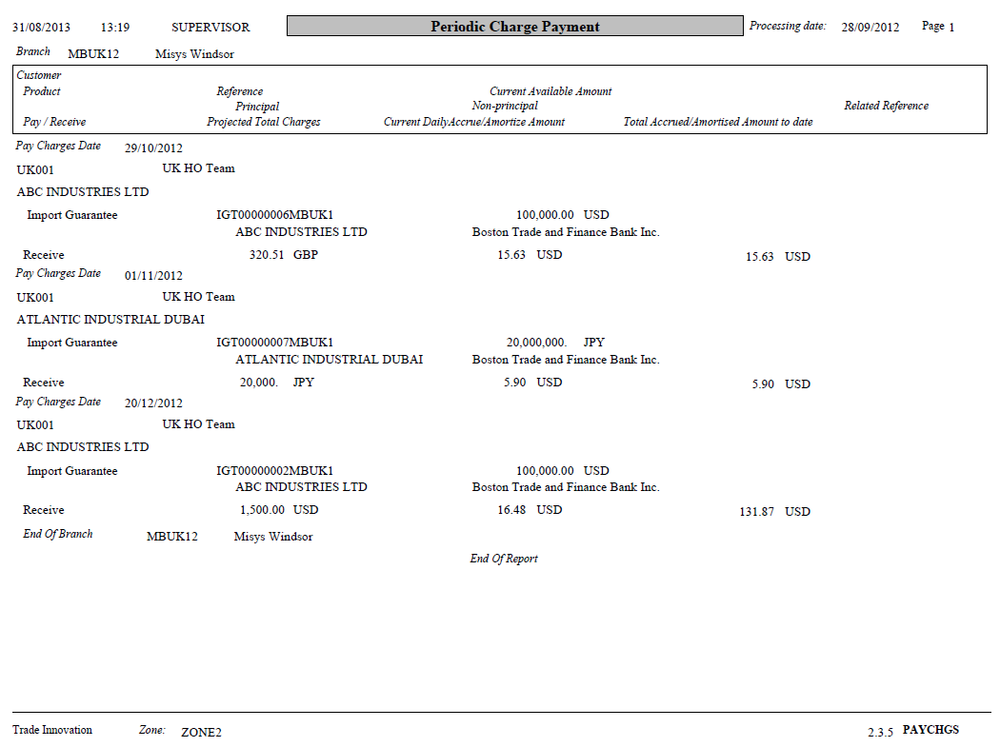 31/08/2013 13:19 SUPERVISOR Periodic Charge Payment Processing date: 28/09/2012 Page 1
Branch MBUK12 Misys Windsor
Customer
Product Reference Current Available Amount
Principal Non-principal Related Reference
Pay / Receive Projected Total Charges Current DailyAccrue/Amortize Amount Total Accrued/Amortised Amount to date
Pay Charges Date 29/10/2012
UK001 UK HO Team
ABC INDUSTRIES LTD
Import Guarantee IGT00000006MBUK1 100,000.00 USD
ABC INDUSTRIES LTD Boston Trade and Finance Bank Inc.
Receive 320.51 GBP 15.63 USD 15.63 USD
Pay Charges Date 01/11/2012
UK001 UK HO Team
ATLANTIC INDUSTRIAL DUBAI
Import Guarantee IGT00000007MBUK1 20,000,000. JPY
ATLANTIC INDUSTRIAL DUBAI Boston Trade and Finance Bank Inc.
Receive 20,000. JPY 5.90 USD 5.90 USD
Pay Charges Date 20/12/2012
UK001 UK HO Team
ABC INDUSTRIES LTD
Import Guarantee IGT00000002MBUK1 100,000.00 USD
ABC INDUSTRIES LTD Boston Trade and Finance Bank Inc.
Receive 1,500.00 USD 16.48 USD 131.87 USD
End Of Branch MBUK12 Misys Windsor
End Of Report
Trade Innovation Zone: ZONE2 2.3.5 PAYCHGS